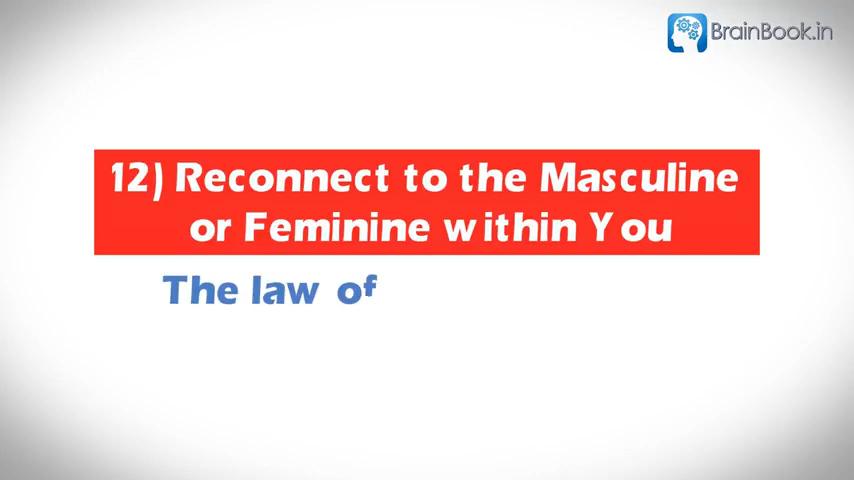 BrainBook.in
12) Reconnect to the Masculine
or Feminine within You
The law of